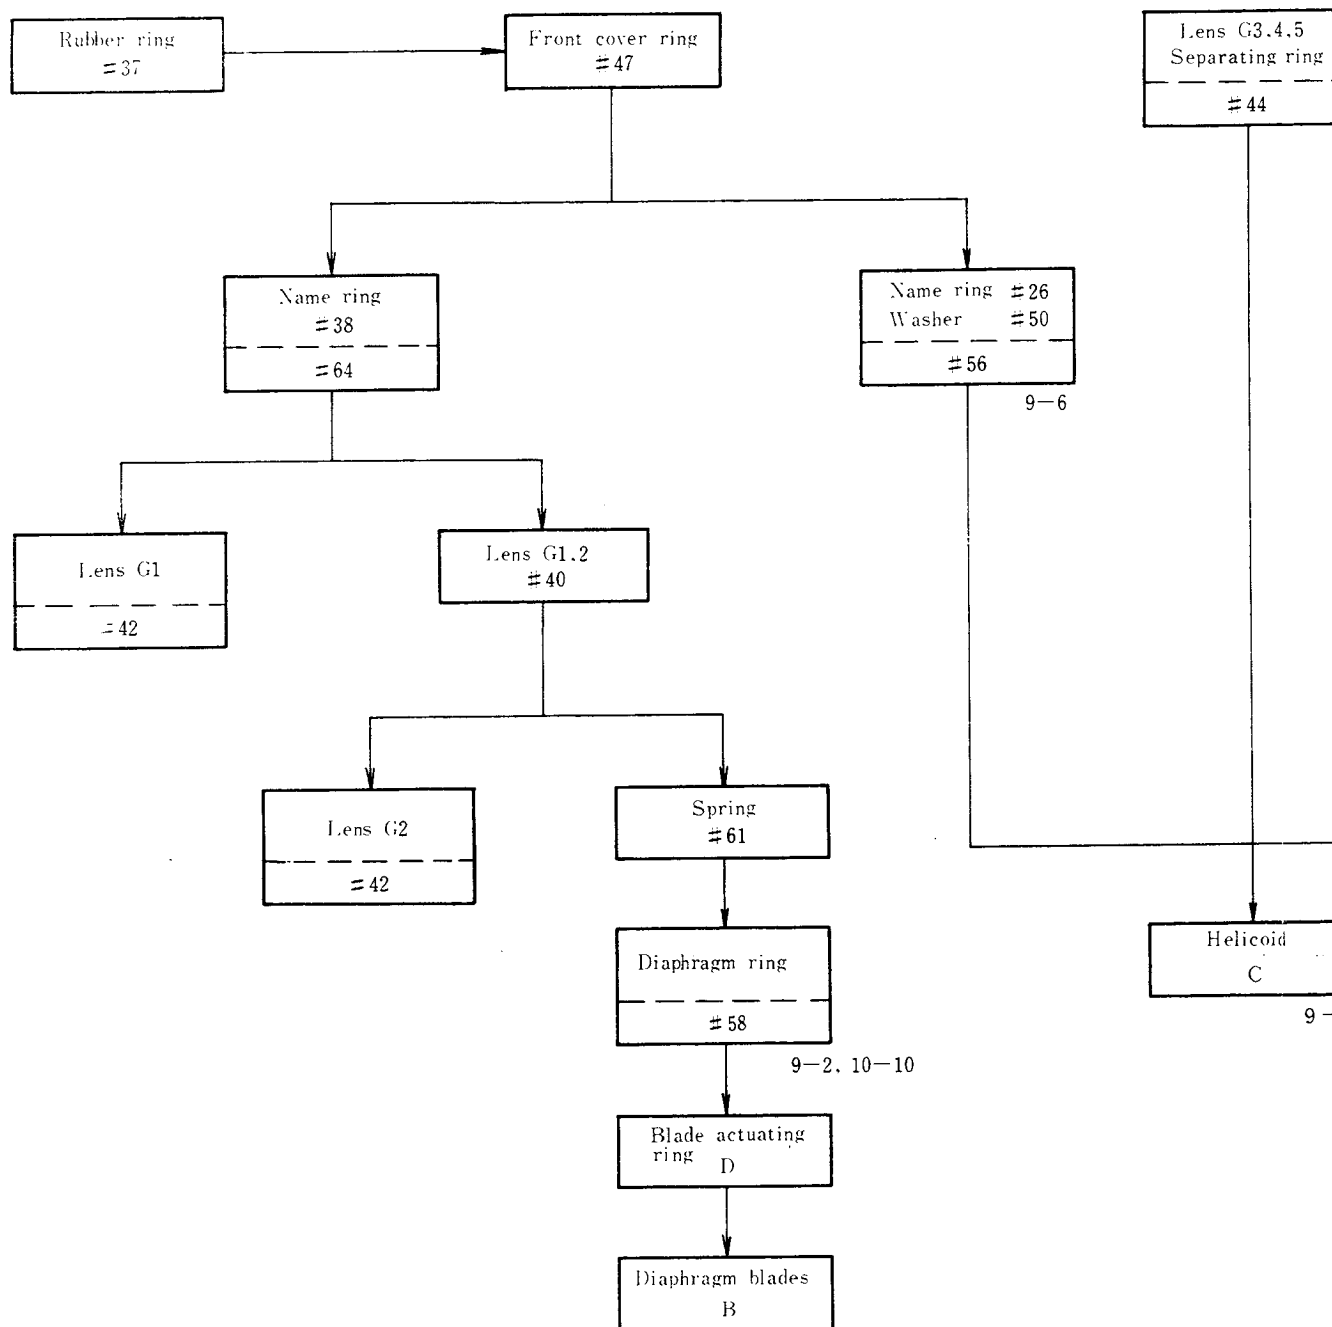 Rubber ring
#37
Front cover ring
#47
Lens G3.4.5
Separating ring
#44
Name ring
#38
#64
Name ring #26
Washer #50
#56
9-6
Lens G1
#42
Lens G1.2
#40
Lens G2
#42
Spring
#61
Diaphragm ring
#58
9-2. 10-10
Helicoid
C
9-
Blade actuating
ring
D
Diaphragm blades
B